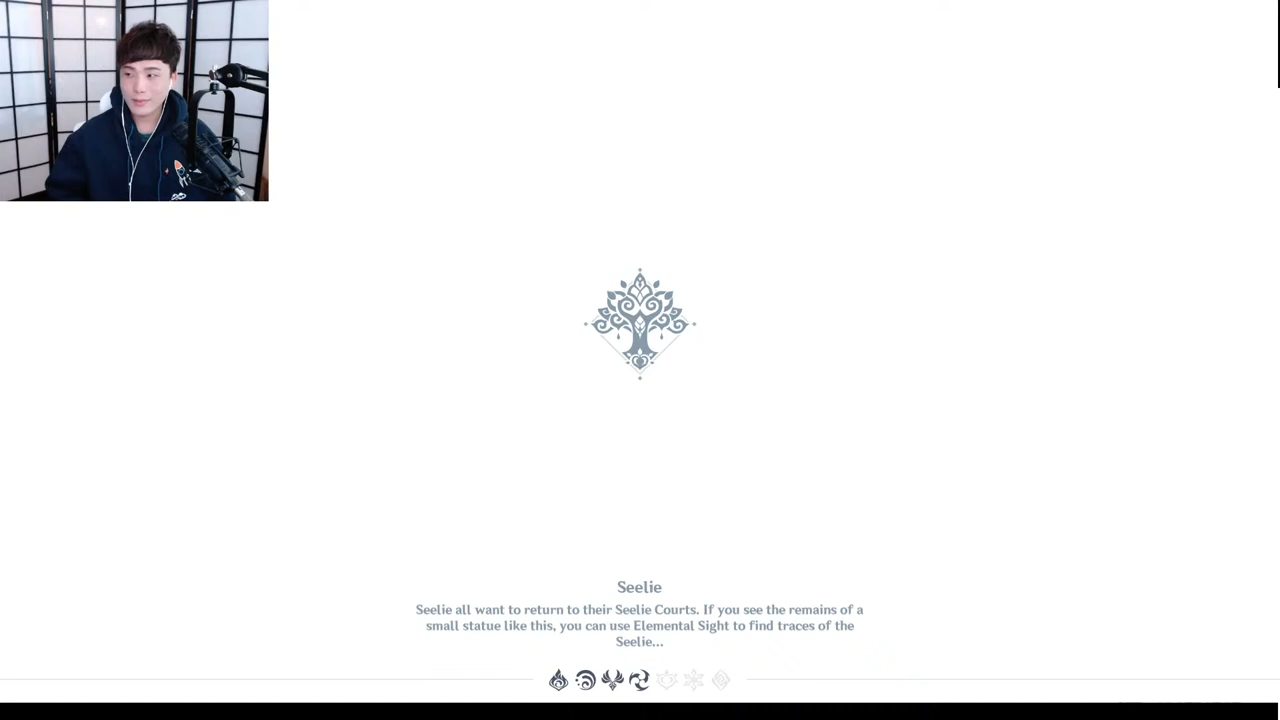 Seelie
Seelie all want to return to their Seelie Courts. If you see the remains of a
small statue like this, you can use Elemental Sight to find traces of the
Seelie...